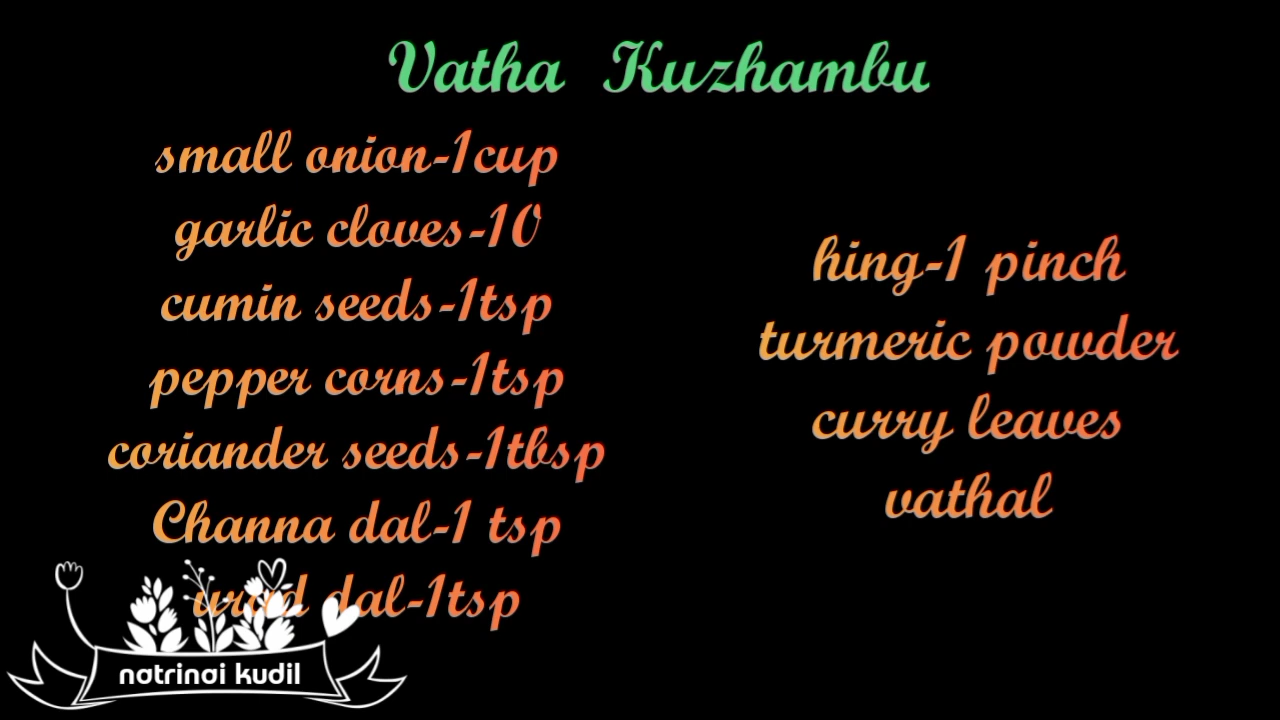 Vatha Kuzhambu
small onion-1cup
garlic cloves-10
cumin seeds-1tsp
pepper corns-1tsp
coriander seeds-1tbsp
Channa dal-1 tsp
urad dal-1tsp
hing-1 pinch
turmeric powder
curry leaves
vathal
natrinai kudil